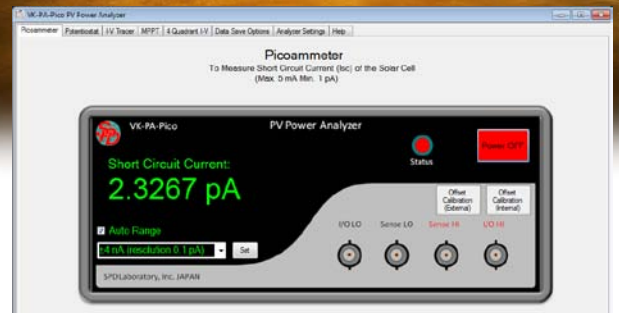 VK-PA-Pico PV Power Analyzer
Picoammeter Potentiostat I-V Tracer MPPT 4 Quadrant I-V Data Save Options Analyzer Settings Help
Picoammeter
To Measure Short Circuit Current (Isc) of the Solar Cell
(Max. 5 mA Min. 1 pA)
VK-PA-Pico
PV Power Analyzer
Short Circuit Current:
2.3267 pA
Status
Power OFF
Offset
Calibration
(External)
Offset
Calibration
(Internal)
Auto Range
I/O LO Sense LO Sense HI I/O HI
±4 nA (resolution 0.1 pA) Set
SPD Laboratory, Inc. JAPAN